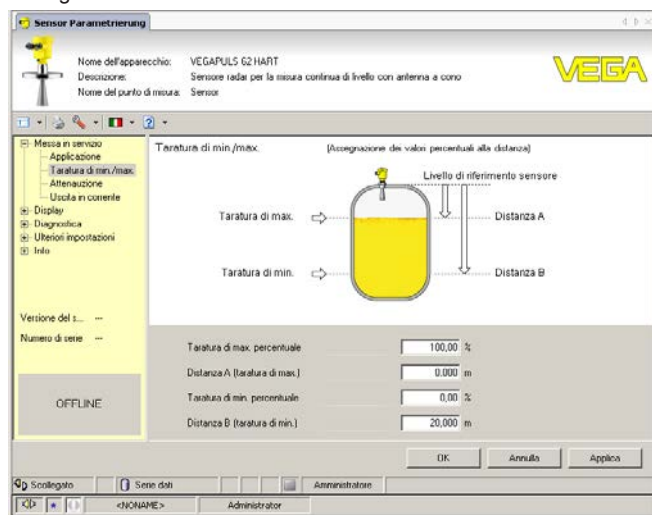 Sensor Parametrierung
Nome dell'apparecchio: VEGAPULS 62 HART
Descrizione: Sensore radar per la misura continua di livello con antenna a cono
Nome del punto di misura: Sensor
VEGA
Messa in servizio
Applicazione
Taratura di min./max.
Attenuazione
Uscita in corrente
Display
Diagnostica
Ulteriori impostazioni
Info
Versione del s... ---
Numero di serie ---
OFFLINE
Taratura di min./max. (Assegnazione dei valori percentuali alla distanza)
Livello di riferimento sensore
Taratura di max. Distanza A
Taratura di min. Distanza B
Taratura di max. percentuale 100,00 %
Distanza A (taratura di max.) 0.000 m
Taratura di min. percentuale 0,00 %
Distanza B (taratura di min.) 20,000 m
OK Annulla Applica
Scollegato Serie dati Amministratore
<NONAME> Administrator